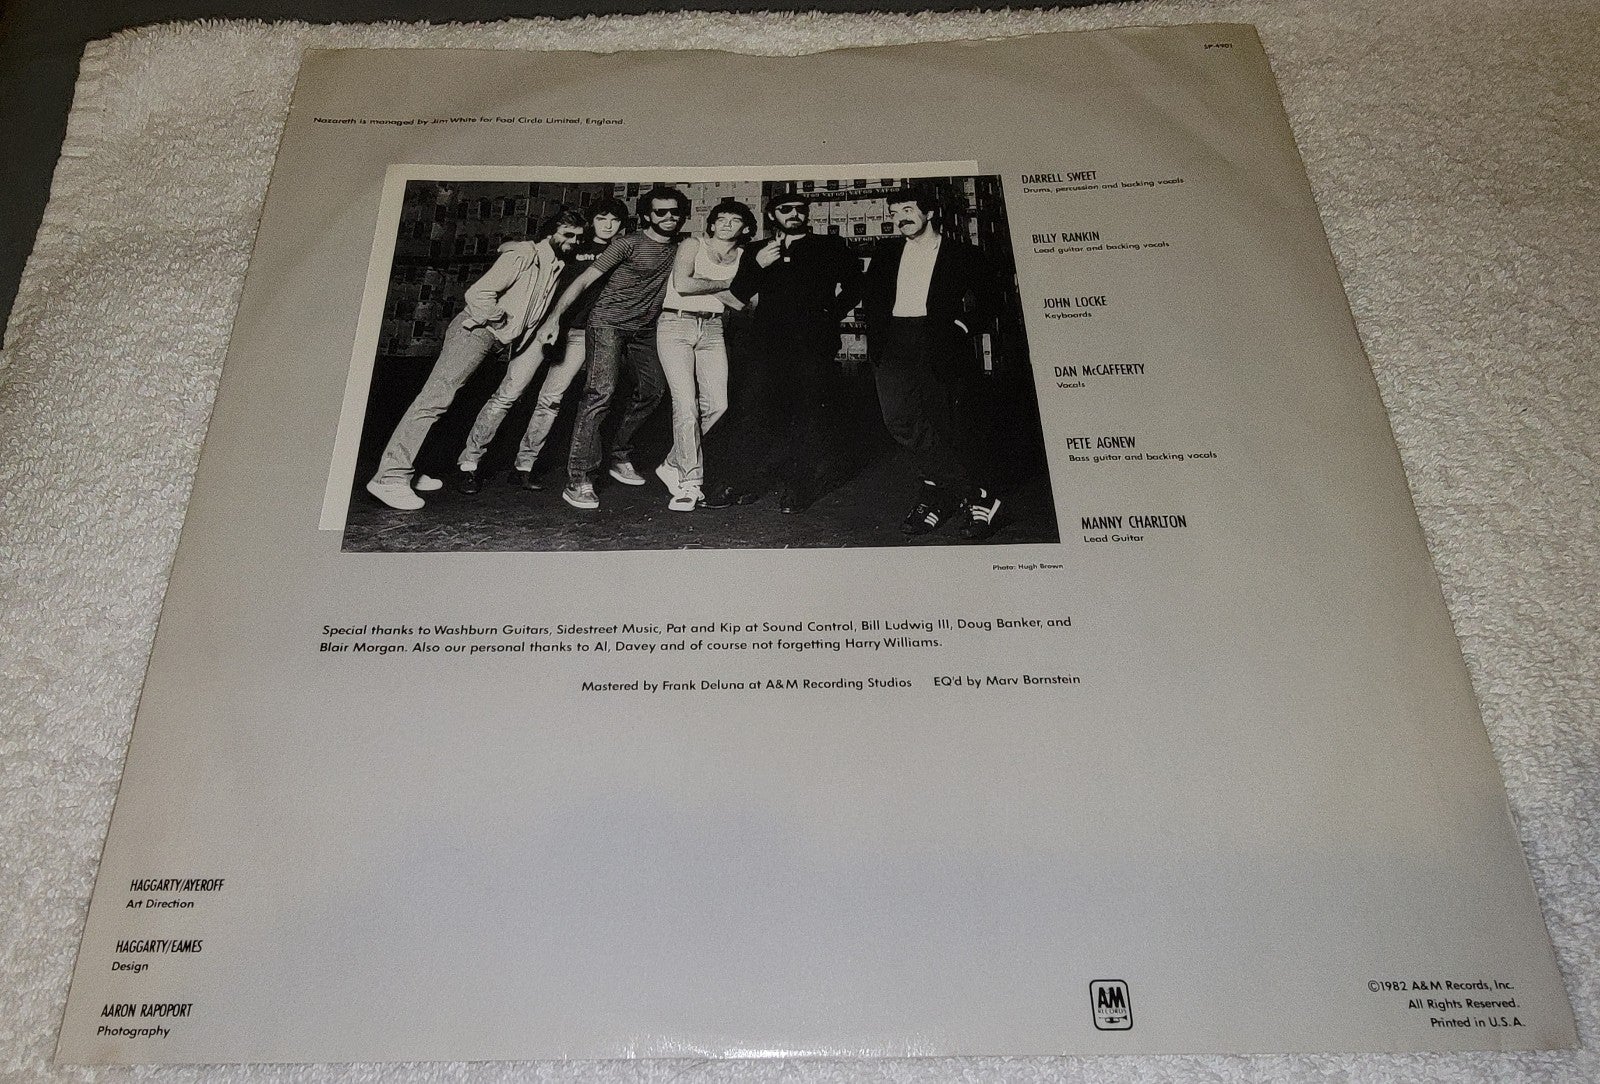 SP-4901
Nazareth is managed by Jim White for Fool Circle Limited, England.
DARRELL SWEET
Drums, percussion and backing vocals
BILLY RANKIN
Lead guitar and backing vocals
JOHN LOCKE
Keyboards
DAN McCAFFERTY
Vocals
PETE AGNEW
Bass guitar and backing vocals
MANNY CHARLTON
Lead Guitar
Photo: Hugh Brown
Special thanks to Washburn Guitars, Sidestreet Music, Pat and Kip at Sound Control, Bill Ludwig III, Doug Banker, and
Blair Morgan. Also our personal thanks to Al, Davey and of course not forgetting Harry Williams.
Mastered by Frank Deluna at A&M Recording Studios EQ'd by Marv Bornstein
HAGGARTY/AYEROFF
Art Direction
HAGGARTY/EAMES
Design
AARON RAPOPORT
Photography
AM
RECORDS
©1982 A&M Records, Inc.
All Rights Reserved.
Printed in U.S.A.